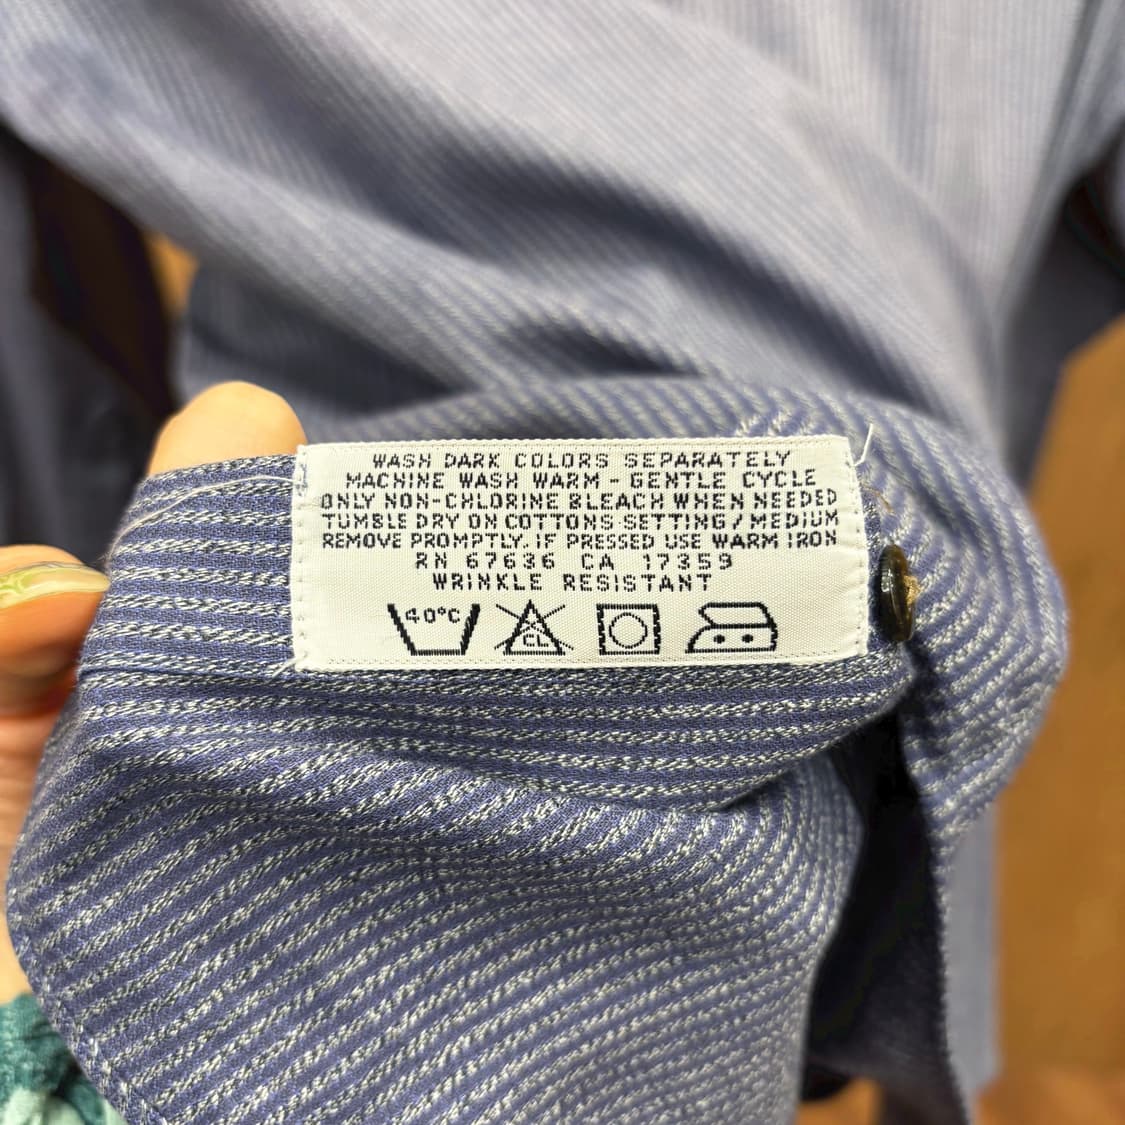 WASH DARK COLORS SEPARATELY
MACHINE WASH WARM - GENTLE CYCLE
ONLY NON-CHLORINE BLEACH WHEN NEEDED
TUMBLE DRY ON COTTONS SETTING / MEDIUM
REMOVE PROMPTLY. IF PRESSED USE WARM IRON
RN 67636 CA 17359
WRINKLE RESISTANT
40°C CL